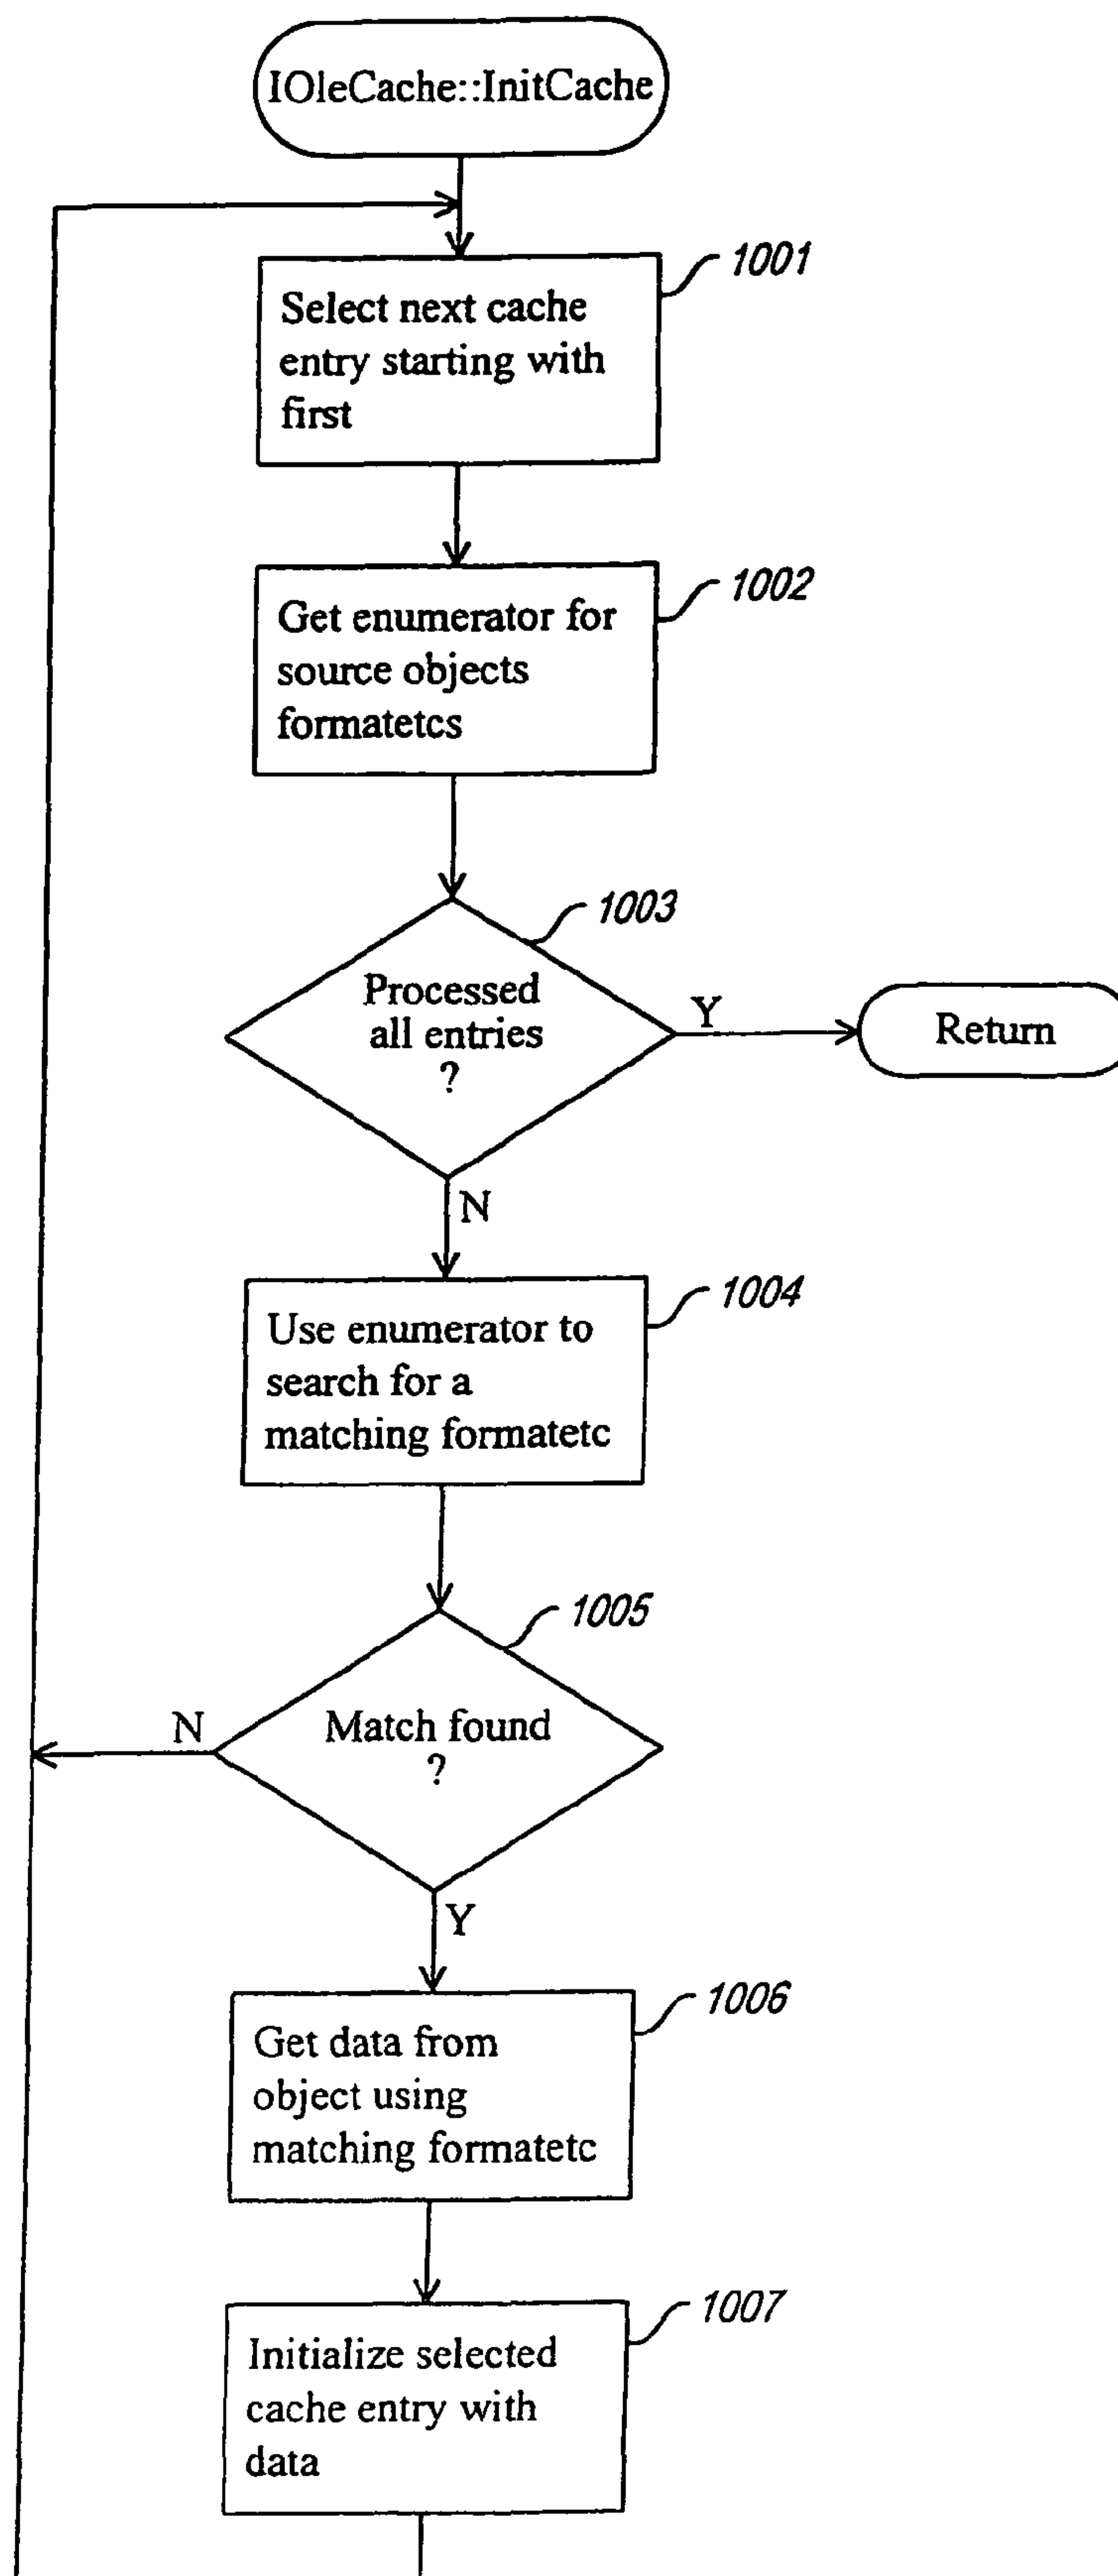 IOleCache::InitCache
1001
Select next cache
entry starting with
first
1002
Get enumerator for
source objects
formatetcs
1003
Processed
all entries
?
Y
Return
N
1004
Use enumerator to
search for a
matching formatetc
1005
N
Match found
?
Y
1006
Get data from
object using
matching formatetc
1007
Initialize selected
cache entry with
data